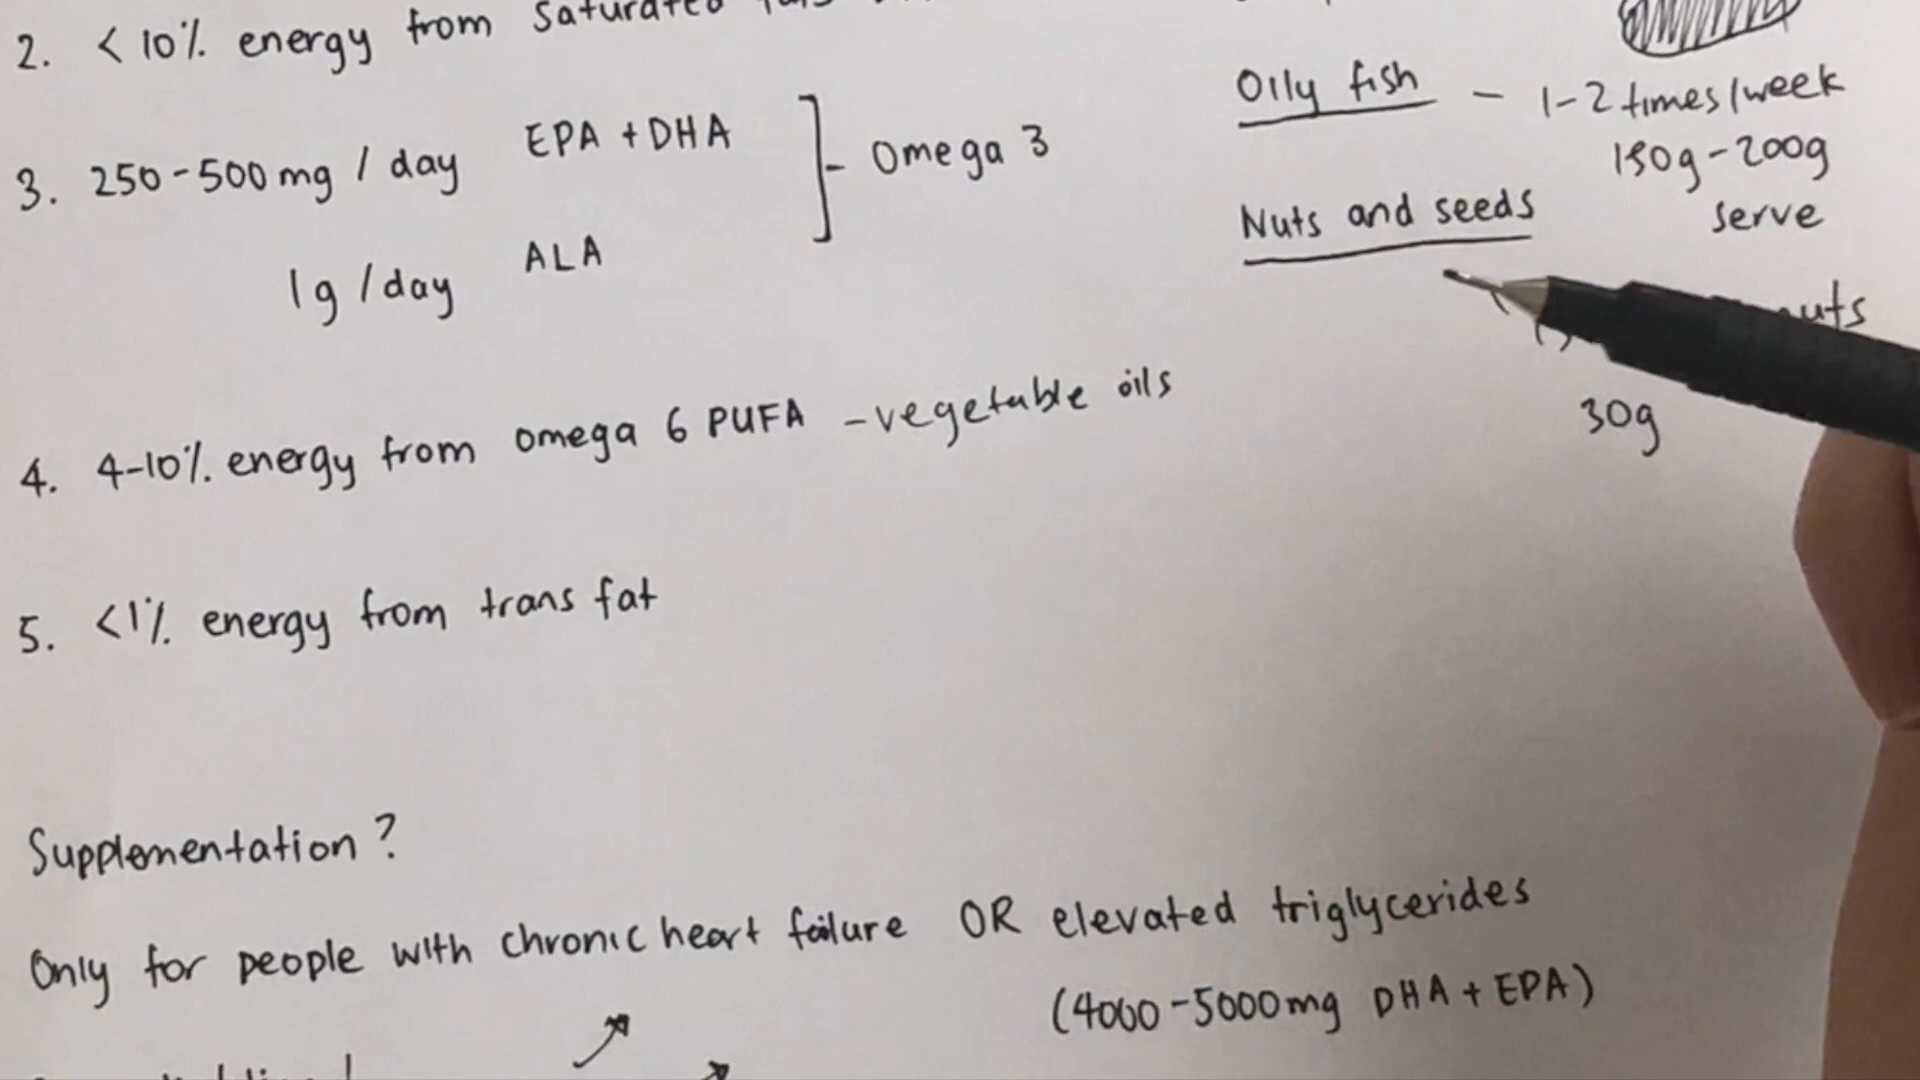 2. < 10% energy from saturated
3. 250-500mg / day EPA + DHA
1g / day ALA
Omega 3
4. 4-10% energy from omega 6 PUFA - vegetable oils
5. <1% energy from trans fat
Oily fish - 1-2 times/week
150g-200g
serve
Nuts and seeds
30g
Supplementation?
Only for people with chronic heart failure OR elevated triglycerides
(4000-5000mg DHA + EPA)